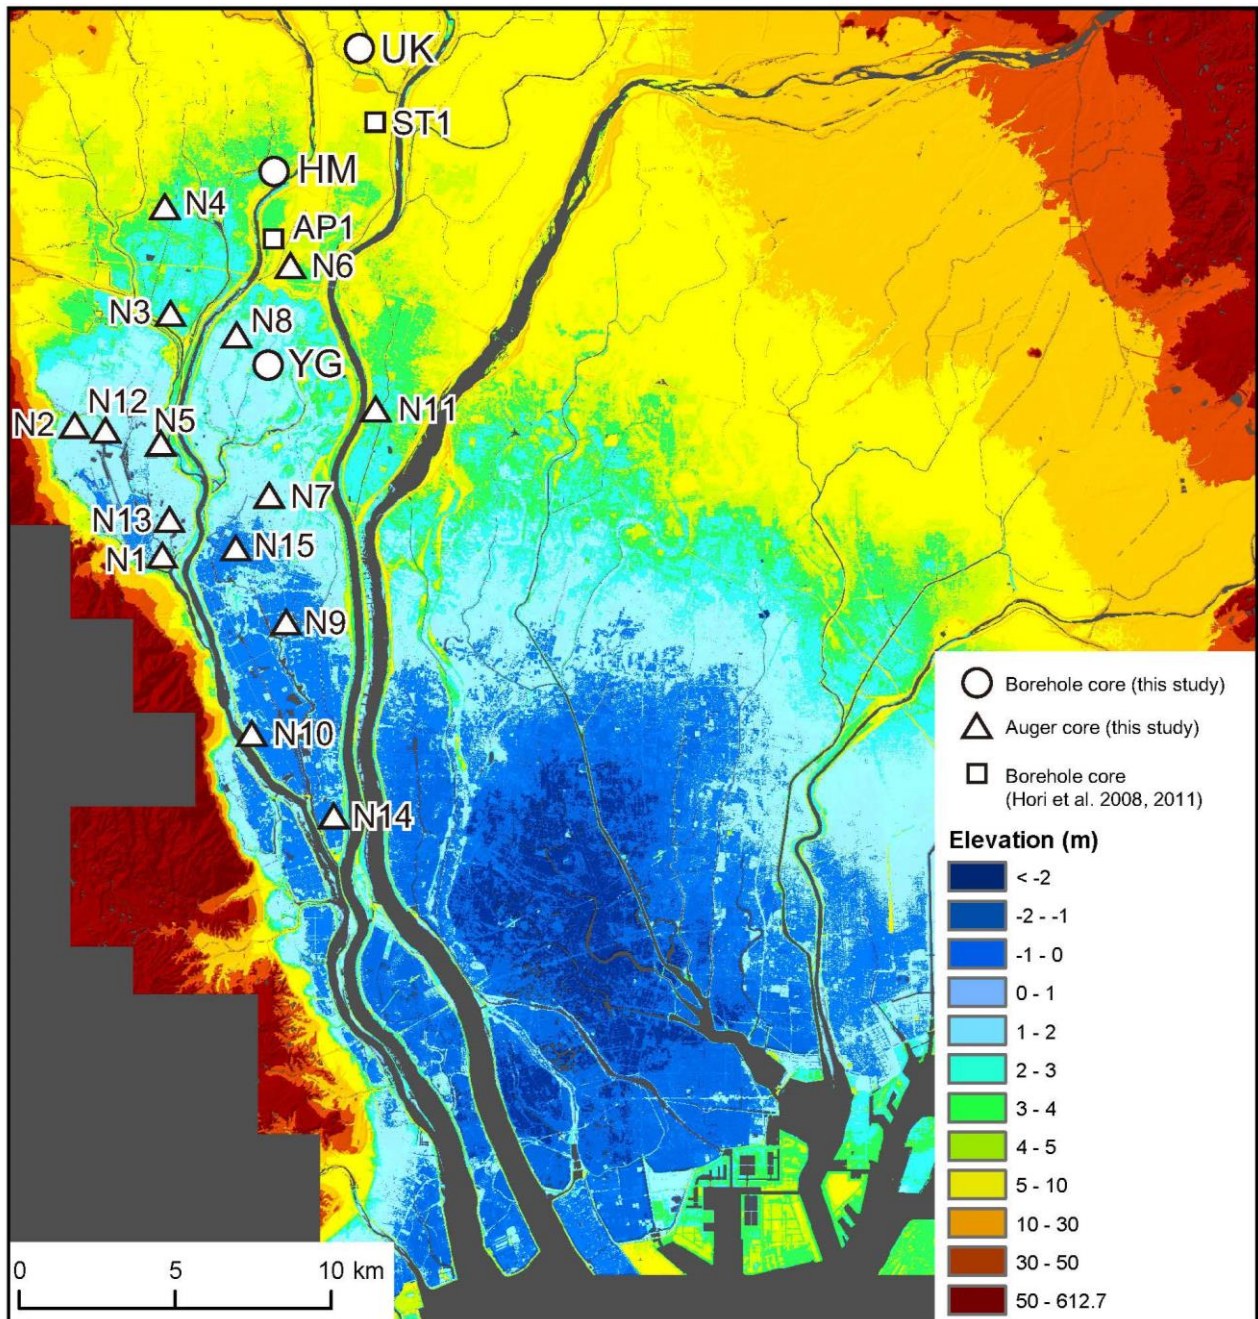 UK
ST1
HM
N4
AP1
N6
N3
N8
YG
N11
N2
N12
N5
N7
N13
N15
N1
N9
N10
N14
Borehole core (this study)
Auger core (this study)
Borehole core
(Hori et al. 2008, 2011)
Elevation (m)
< -2
-2 - -1
-1 - 0
0 - 1
1 - 2
2 - 3
3 - 4
4 - 5
5 - 10
10 - 30
30 - 50
50 - 612.7
0 5 10 km